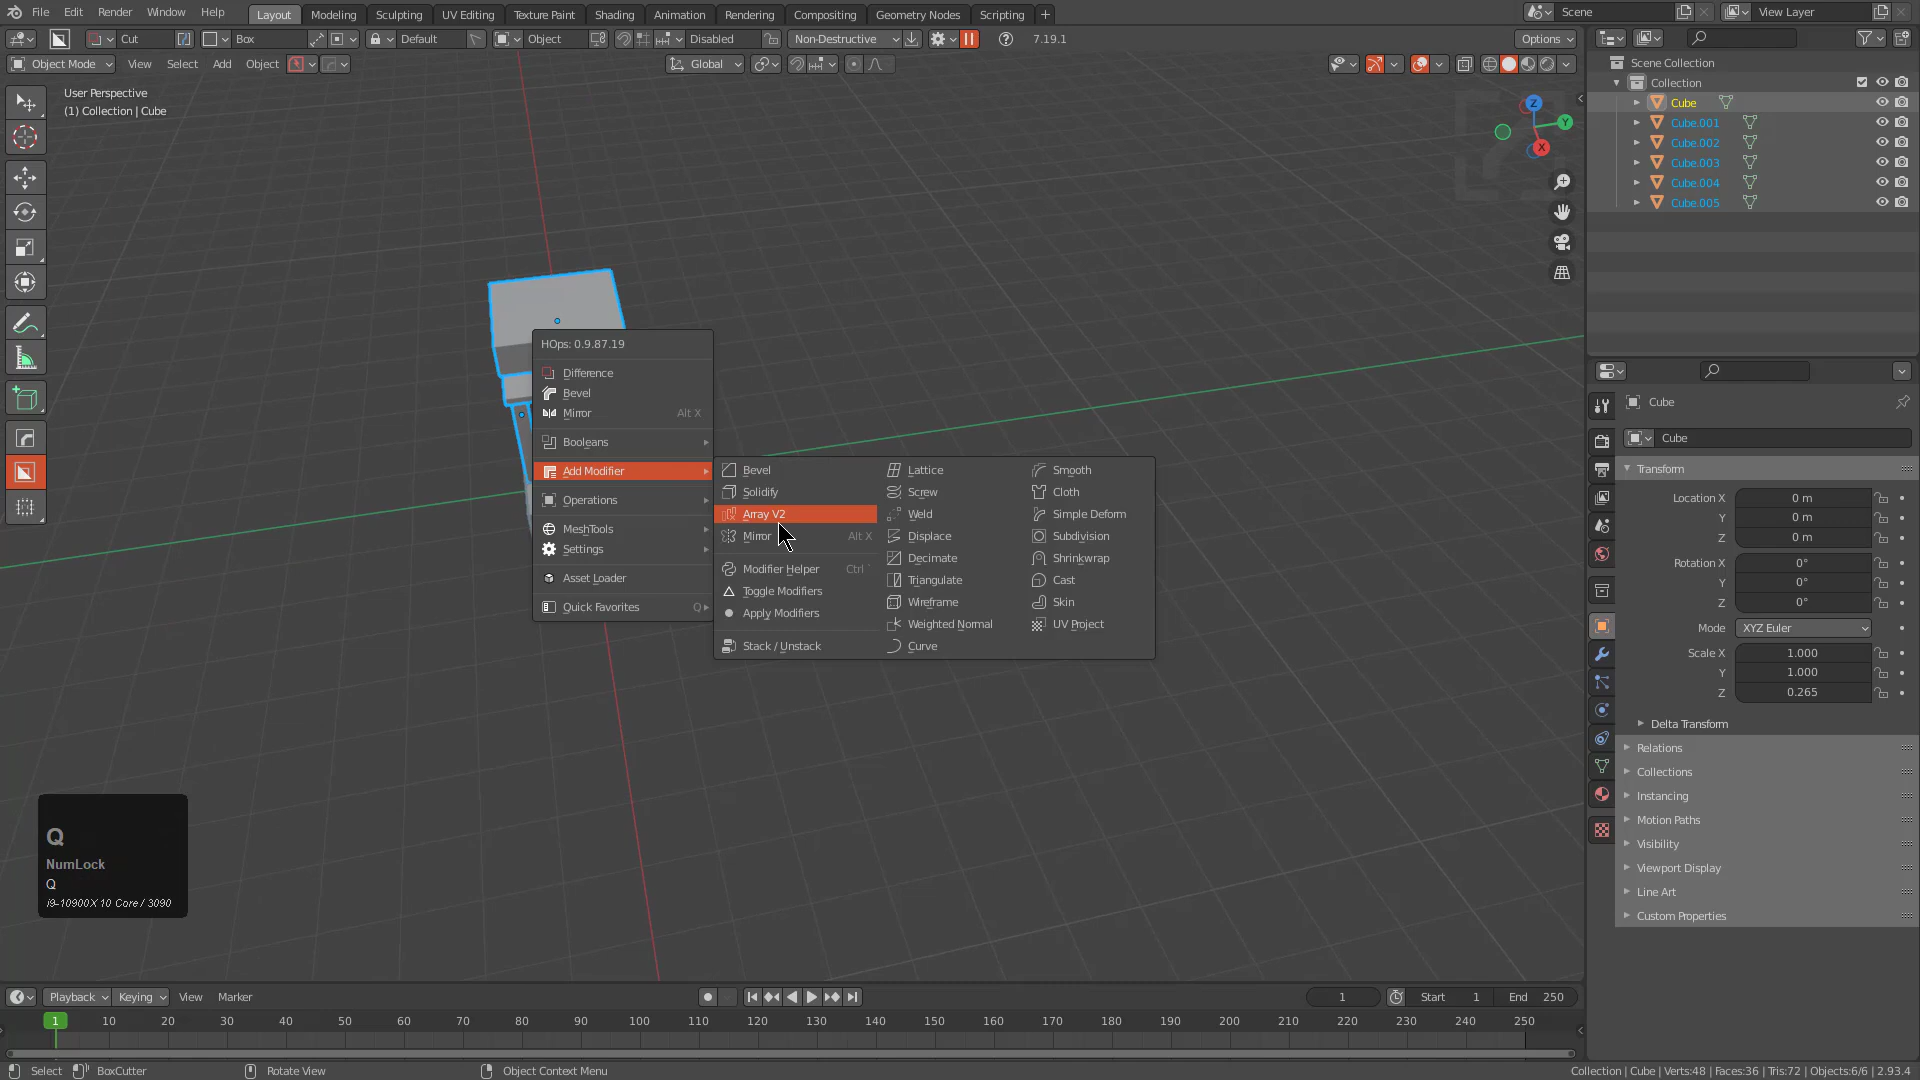 File Edit Render Window Help Layout Modeling Sculpting UV Editing Texture Paint Shading Animation Rendering Compositing Geometry Nodes Scripting + Scene View Layer
Cut Box Default Object Disabled Non-Destructive 7.19.1 Options
Object Mode View Select Add Object Global
User Perspective
(1) Collection | Cube
Z
Y
X
Scene Collection
Collection
Cube
Cube.001
Cube.002
Cube.003
Cube.004
Cube.005
HOps: 0.9.87.19
Difference
Bevel
Mirror Alt X
Booleans
Add Modifier
Operations
MeshTools
Settings
Asset Loader
Quick Favorites Q
Bevel Lattice Smooth
Solidify Screw Cloth
Array V2 Weld Simple Deform
Mirror Alt X Displace Subdivision
Modifier Helper Ctrl ` Decimate Shrinkwrap
Toggle Modifiers Triangulate Cast
Apply Modifiers Wireframe Skin
Weighted Normal UV Project
Stack / Unstack Curve
Cube
Cube
Transform
Location X 0 m
Y 0 m
Z 0 m
Rotation X 0°
Y 0°
Z 0°
Mode XYZ Euler
Scale X 1.000
Y 1.000
Z 0.265
Delta Transform
Relations
Collections
Instancing
Motion Paths
Visibility
Viewport Display
Line Art
Custom Properties
Q
NumLock
Q
i9-10900X 10 Core / 3090
Playback Keying View Marker 1 Start 1 End 250
1 10 20 30 40 50 60 70 80 90 100 110 120 130 140 150 160 170 180 190 200 210 220 230 240 250
Select BoxCutter Rotate View Object Context Menu Collection | Cube | Verts:48 | Faces:36 | Tris:72 | Objects:6/6 | 2.93.4